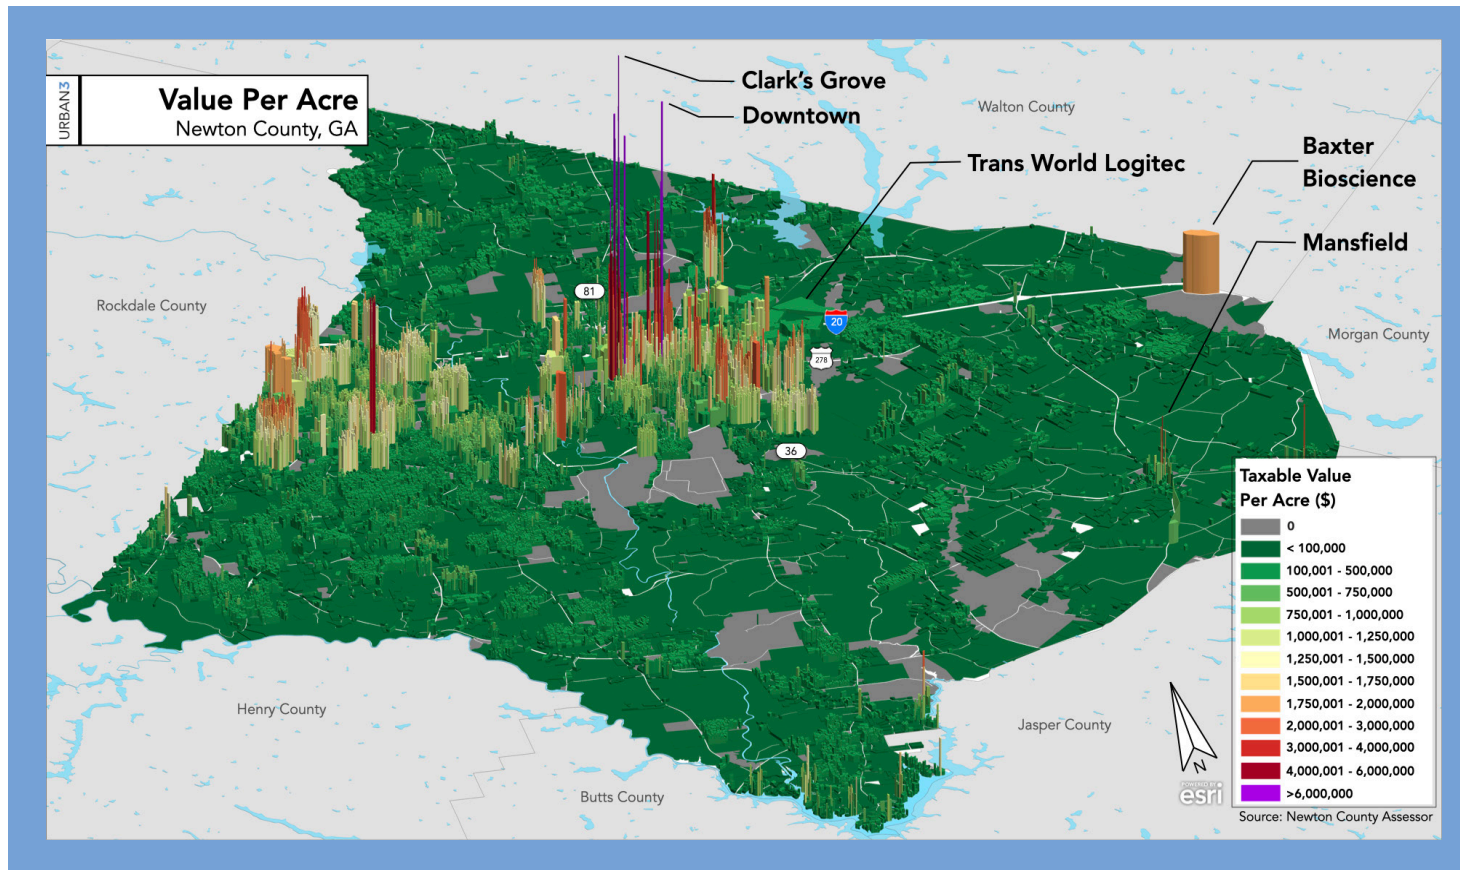 URBAN3
Value Per Acre
Newton County, GA
Clark's Grove
Downtown
Walton County
Trans World Logitec
Baxter
Bioscience
Mansfield
Rockdale County
81
20
278
Morgan County
36
Henry County
Butts County
Jasper County
N
POWERED BY
esri
Taxable Value
Per Acre ($)
0
< 100,000
100,001 - 500,000
500,001 - 750,000
750,001 - 1,000,000
1,000,001 - 1,250,000
1,250,001 - 1,500,000
1,500,001 - 1,750,000
1,750,001 - 2,000,000
2,000,001 - 3,000,000
3,000,001 - 4,000,000
4,000,001 - 6,000,000
>6,000,000
Source: Newton County Assessor